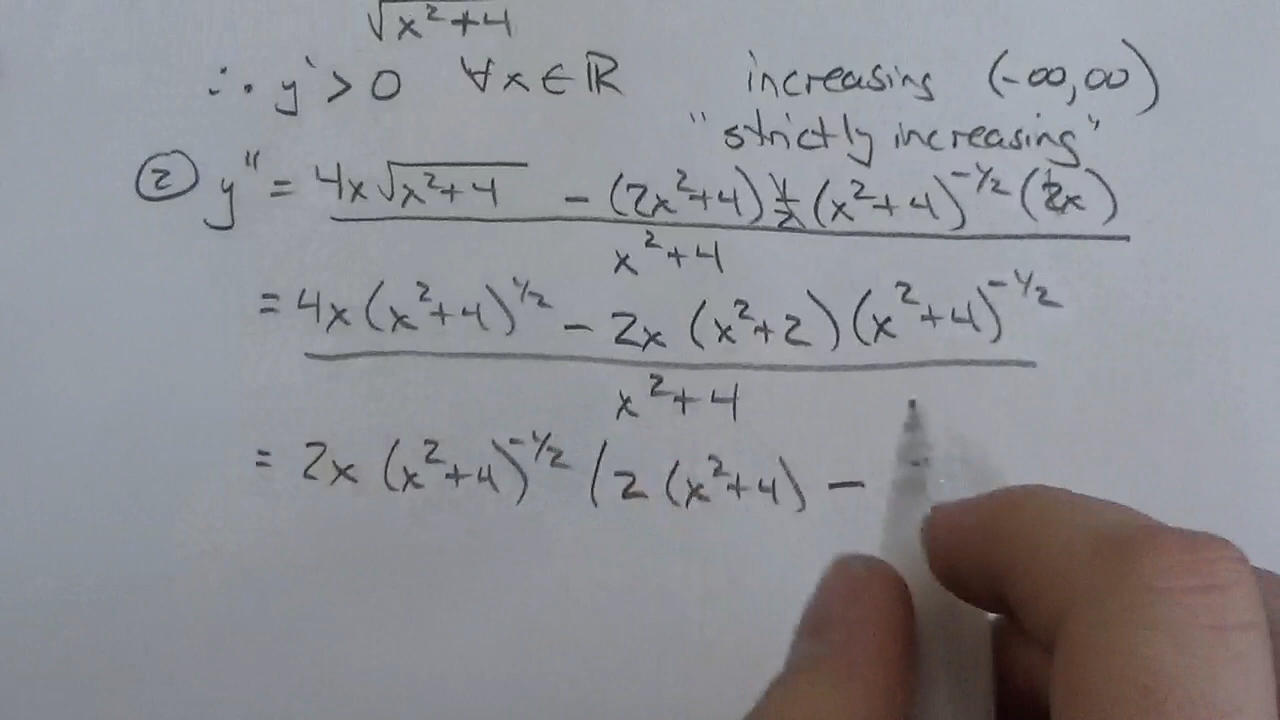 √x²+4
∴ y' > 0 ∀x∈ℝ increasing (-∞,∞)
"strictly increasing"
② y" = 4x√x²+4 - (2x²+4) ½ (x²+4)^-1/2 (2x)
x²+4
= 4x(x²+4)^1/2 - 2x(x²+2)(x²+4)^-1/2
x²+4
= 2x(x²+4)^-1/2 (2(x²+4) -